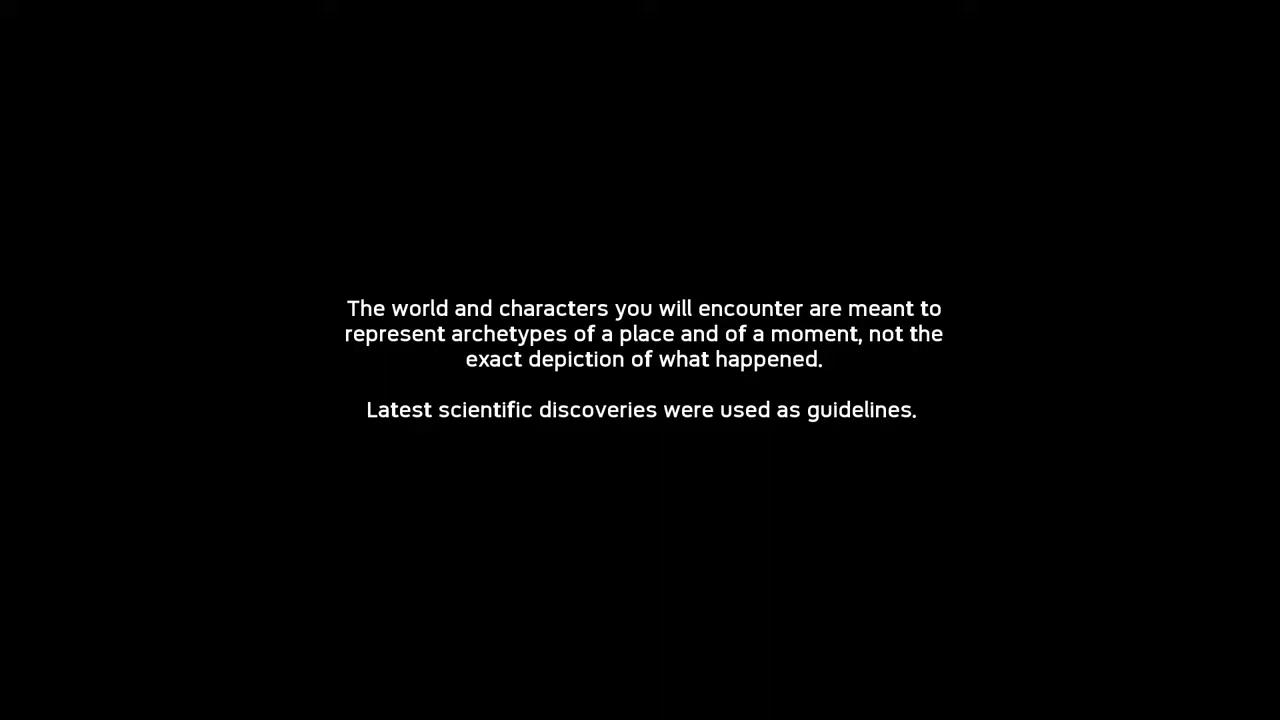 The world and characters you will encounter are meant to
represent archetypes of a place and of a moment, not the
exact depiction of what happened.
Latest scientific discoveries were used as guidelines.